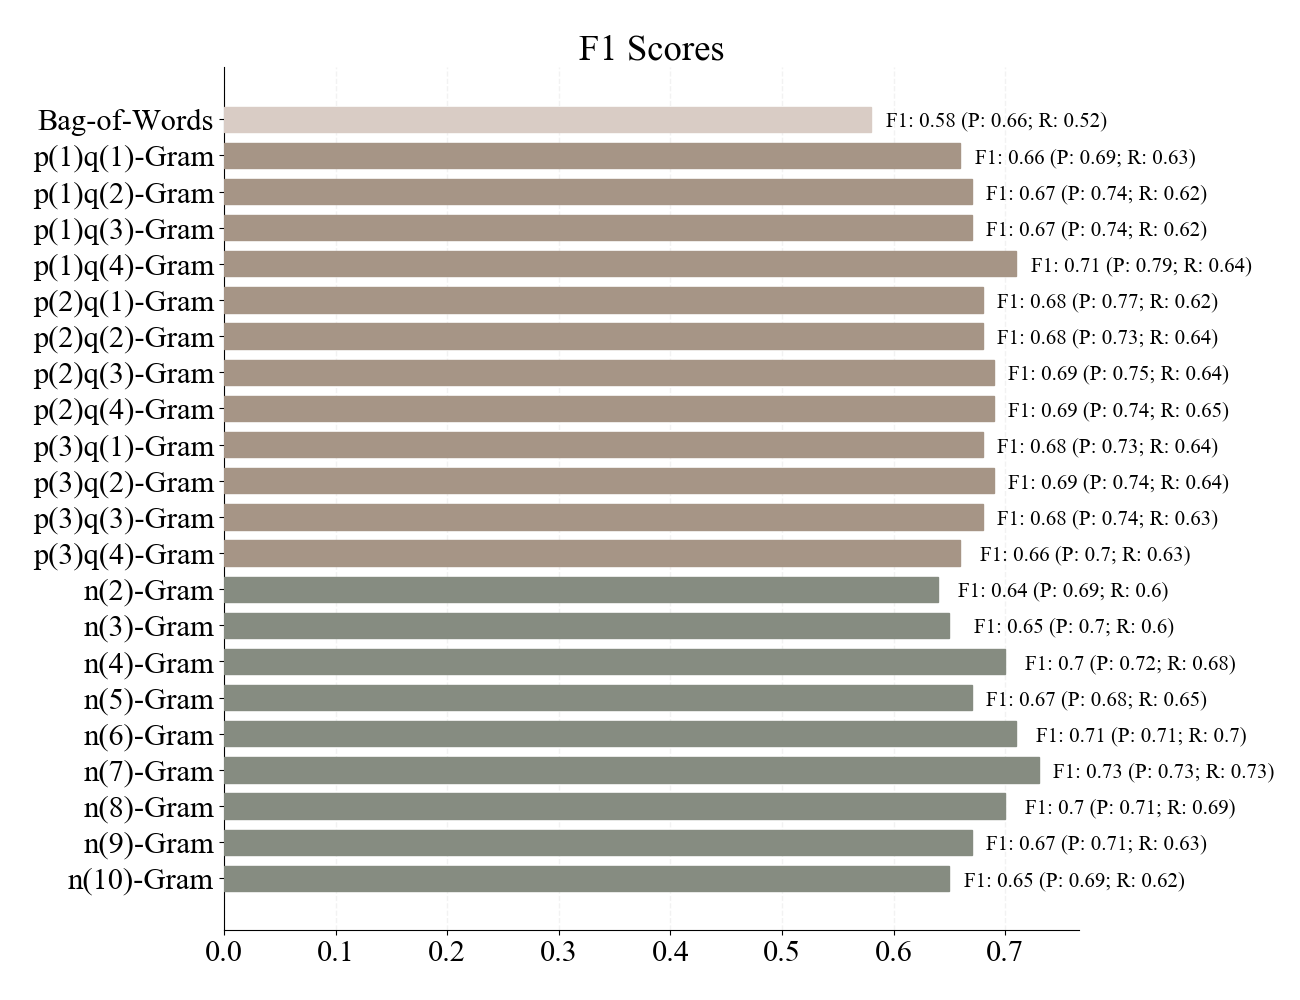 F1 Scores
Bag-of-Words F1: 0.58 (P: 0.66; R: 0.52)
p(1)q(1)-Gram F1: 0.66 (P: 0.69; R: 0.63)
p(1)q(2)-Gram F1: 0.67 (P: 0.74; R: 0.62)
p(1)q(3)-Gram F1: 0.67 (P: 0.74; R: 0.62)
p(1)q(4)-Gram F1: 0.71 (P: 0.79; R: 0.64)
p(2)q(1)-Gram F1: 0.68 (P: 0.77; R: 0.62)
p(2)q(2)-Gram F1: 0.68 (P: 0.73; R: 0.64)
p(2)q(3)-Gram F1: 0.69 (P: 0.75; R: 0.64)
p(2)q(4)-Gram F1: 0.69 (P: 0.74; R: 0.65)
p(3)q(1)-Gram F1: 0.68 (P: 0.73; R: 0.64)
p(3)q(2)-Gram F1: 0.69 (P: 0.74; R: 0.64)
p(3)q(3)-Gram F1: 0.68 (P: 0.74; R: 0.63)
p(3)q(4)-Gram F1: 0.66 (P: 0.7; R: 0.63)
n(2)-Gram F1: 0.64 (P: 0.69; R: 0.6)
n(3)-Gram F1: 0.65 (P: 0.7; R: 0.6)
n(4)-Gram F1: 0.7 (P: 0.72; R: 0.68)
n(5)-Gram F1: 0.67 (P: 0.68; R: 0.65)
n(6)-Gram F1: 0.71 (P: 0.71; R: 0.7)
n(7)-Gram F1: 0.73 (P: 0.73; R: 0.73)
n(8)-Gram F1: 0.7 (P: 0.71; R: 0.69)
n(9)-Gram F1: 0.67 (P: 0.71; R: 0.63)
n(10)-Gram F1: 0.65 (P: 0.69; R: 0.62)
0.0 0.1 0.2 0.3 0.4 0.5 0.6 0.7